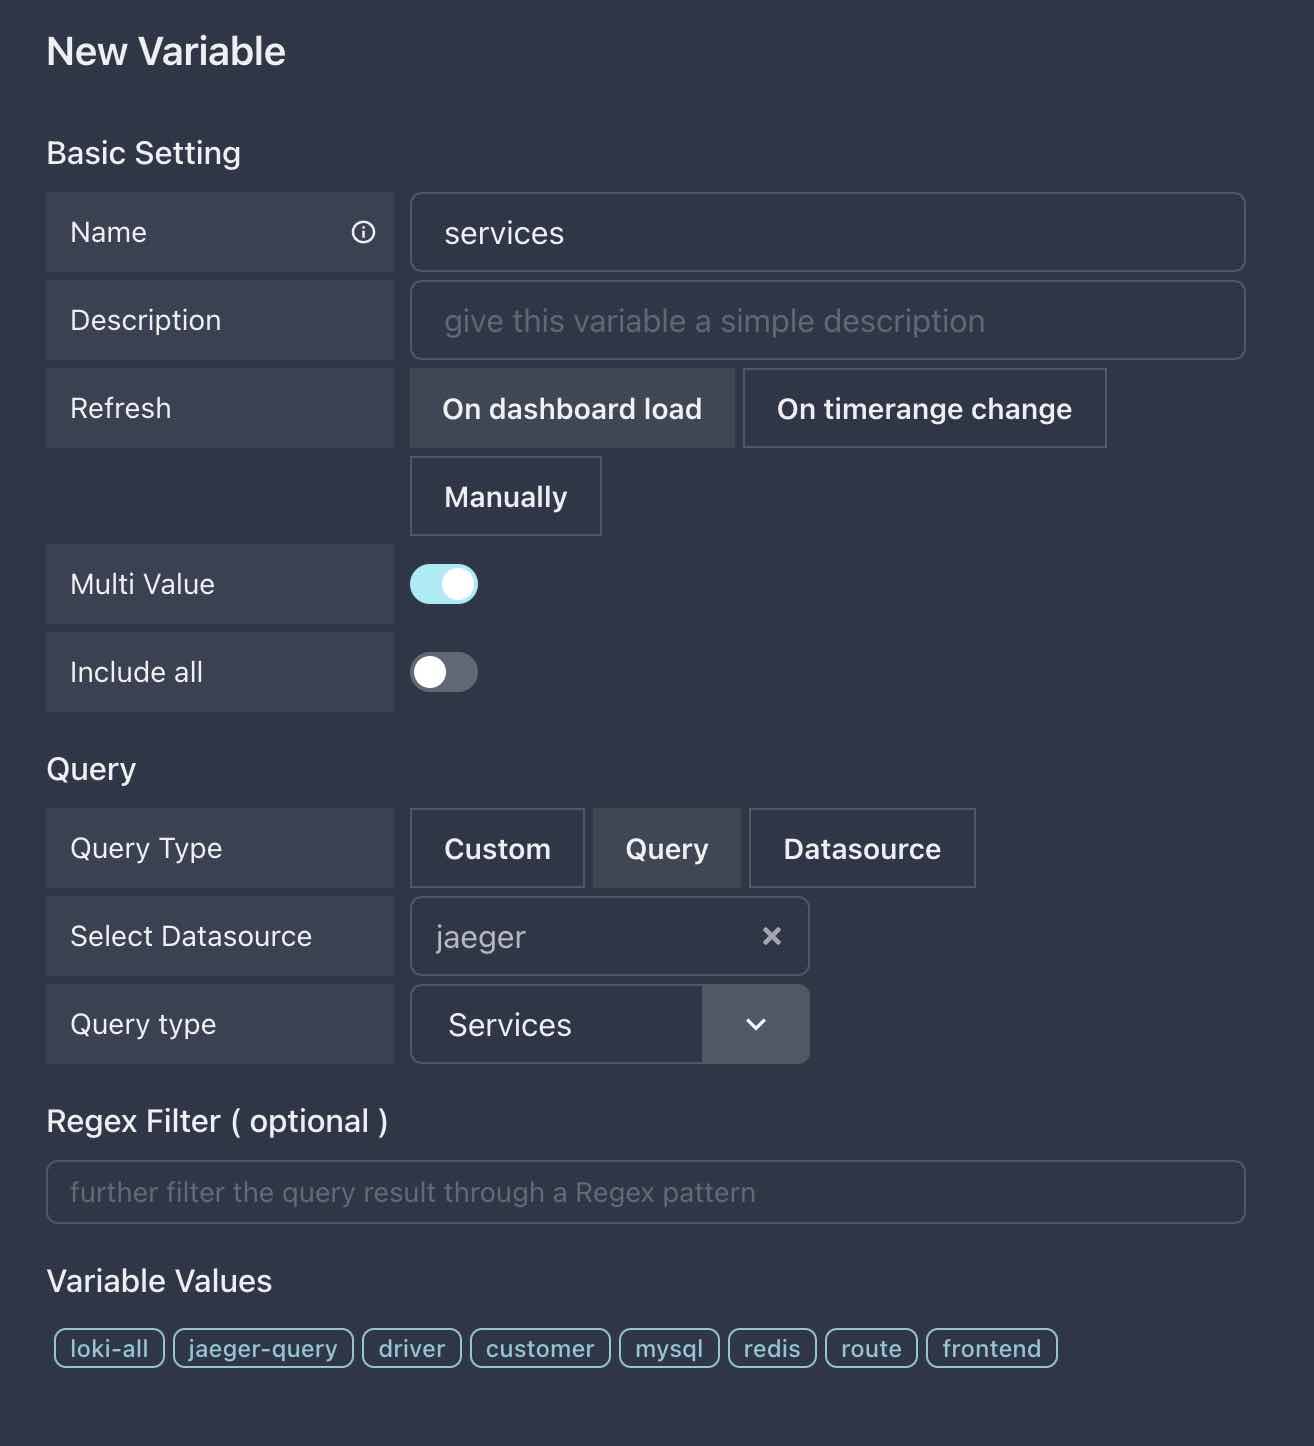 New Variable
Basic Setting
Name services
Description give this variable a simple description
Refresh On dashboard load On timerange change
Manually
Multi Value
Include all
Query
Query Type Custom Query Datasource
Select Datasource jaeger
Query type Services
Regex Filter ( optional )
further filter the query result through a Regex pattern
Variable Values
loki-all jaeger-query driver customer mysql redis route frontend